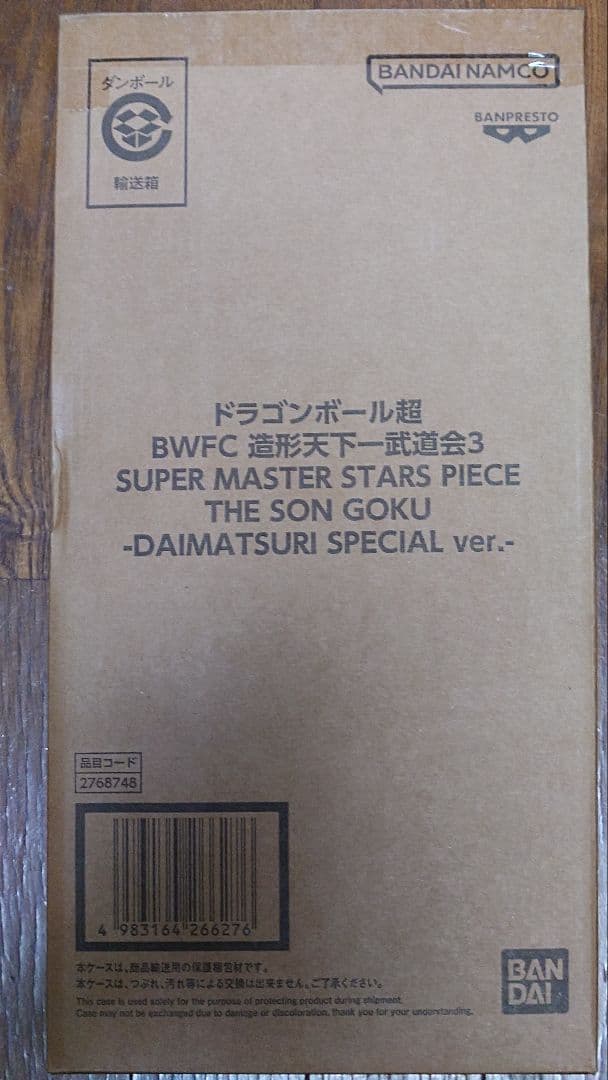 ダンボール
輸送箱
BANDAI NAMCO
BANPRESTO
ドラゴンボール超
BWFC 造形天下一武道会3
SUPER MASTER STARS PIECE
THE SON GOKU
-DAIMATSURI SPECIAL ver.-
品目コード
2768748
4 983164 266276
本ケースは、商品輸送用の保護梱包材です。
本ケースは、つぶれ、汚れ等による交換は出来ません。ご了承ください。
This case is used solely for the purpose of protecting product during shipment.
Case may not be exchanged due to damage or discoloration, thank you for your understanding.
BAN
DAI